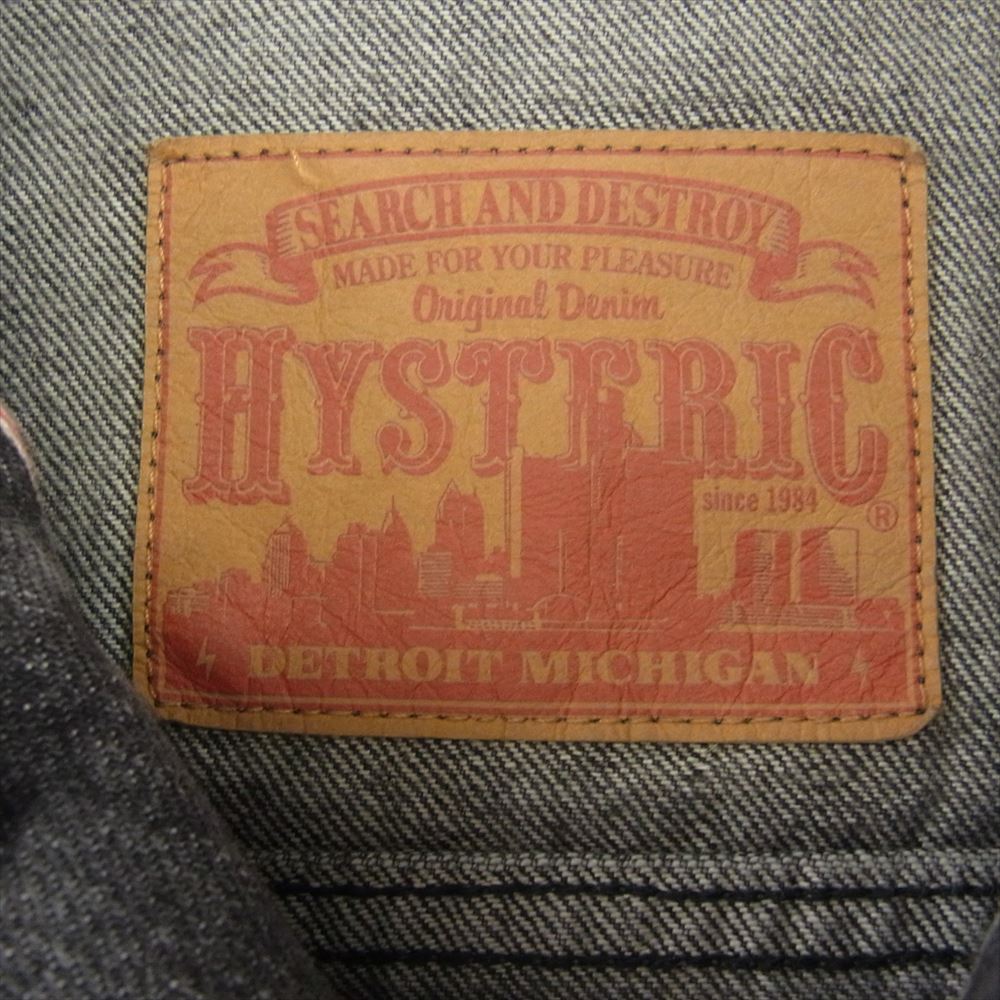 SEARCH AND DESTROY
MADE FOR YOUR PLEASURE
Original Denim
HYSTERIC
since 1984
®
DETROIT MICHIGAN